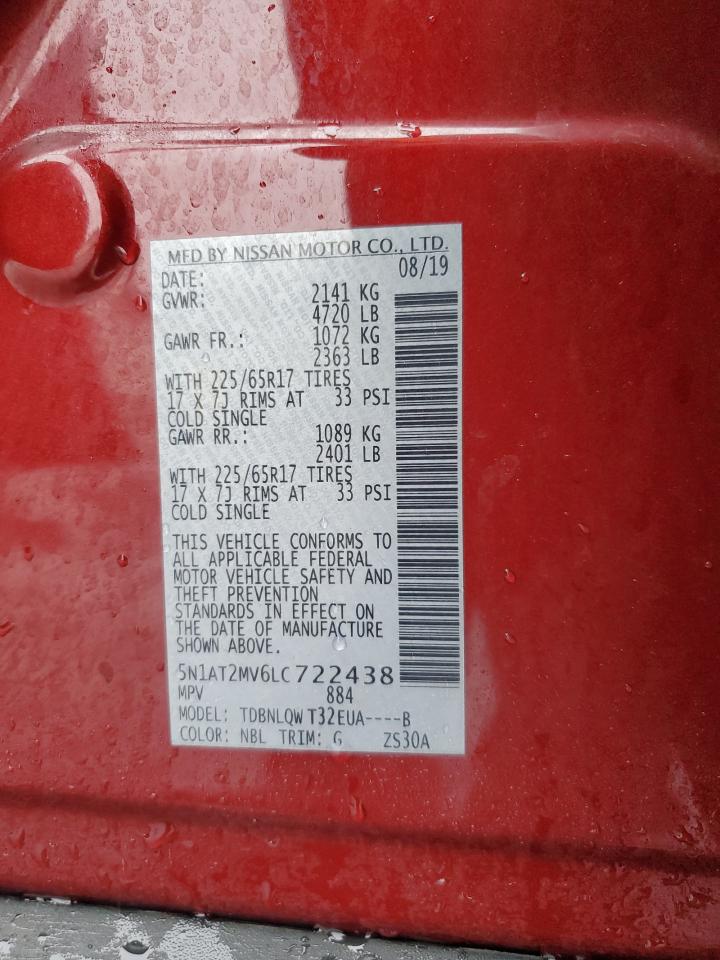 MFD BY NISSAN MOTOR CO., LTD.
DATE: 08/19
GVWR: 2141 KG
4720 LB
GAWR FR.: 1072 KG
2363 LB
WITH 225/65R17 TIRES
17 X 7J RIMS AT 33 PSI
COLD SINGLE
GAWR RR.: 1089 KG
2401 LB
WITH 225/65R17 TIRES
17 X 7J RIMS AT 33 PSI
COLD SINGLE
THIS VEHICLE CONFORMS TO
ALL APPLICABLE FEDERAL
MOTOR VEHICLE SAFETY AND
THEFT PREVENTION
STANDARDS IN EFFECT ON
THE DATE OF MANUFACTURE
SHOWN ABOVE.
5N1AT2MV6LC722438
MPV 884
MODEL: TDBNLQW T32EUA----B
COLOR: NBL TRIM: G ZS30A